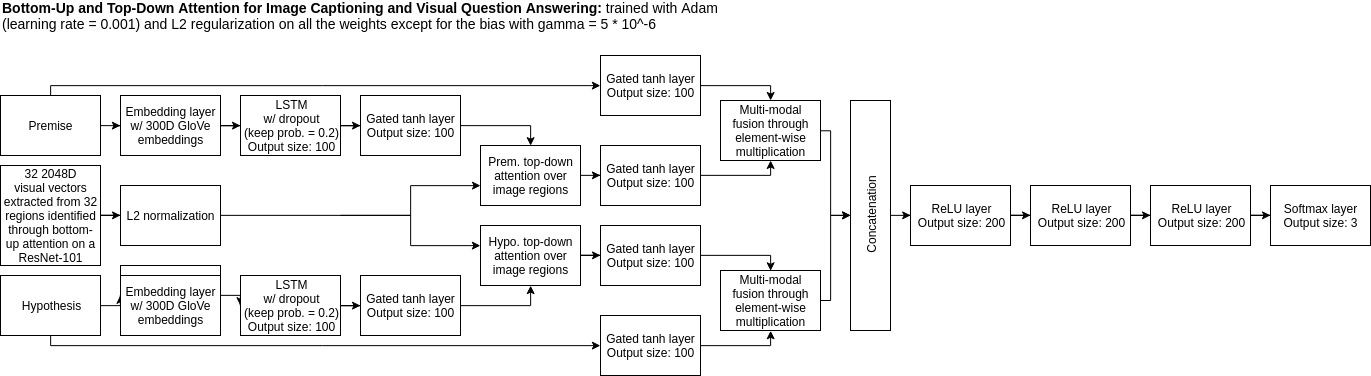 Bottom-Up and Top-Down Attention for Image Captioning and Visual Question Answering: trained with Adam
(learning rate = 0.001) and L2 regularization on all the weights except for the bias with gamma = 5 * 10^-6
Premise
Embedding layer
w/ 300D GloVe
embeddings
LSTM
w/ dropout
(keep prob. = 0.2)
Output size: 100
Gated tanh layer
Output size: 100
Gated tanh layer
Output size: 100
32 2048D
visual vectors
extracted from 32
regions identified
through bottom-
up attention on a
ResNet-101
L2 normalization
Prem. top-down
attention over
image regions
Gated tanh layer
Output size: 100
Multi-modal
fusion through
element-wise
multiplication
Hypo. top-down
attention over
image regions
Gated tanh layer
Output size: 100
Hypothesis
Embedding layer
w/ 300D GloVe
embeddings
LSTM
w/ dropout
(keep prob. = 0.2)
Output size: 100
Gated tanh layer
Output size: 100
Gated tanh layer
Output size: 100
Multi-modal
fusion through
element-wise
multiplication
Concatenation
ReLU layer
Output size: 200
ReLU layer
Output size: 200
ReLU layer
Output size: 200
Softmax layer
Output size: 3